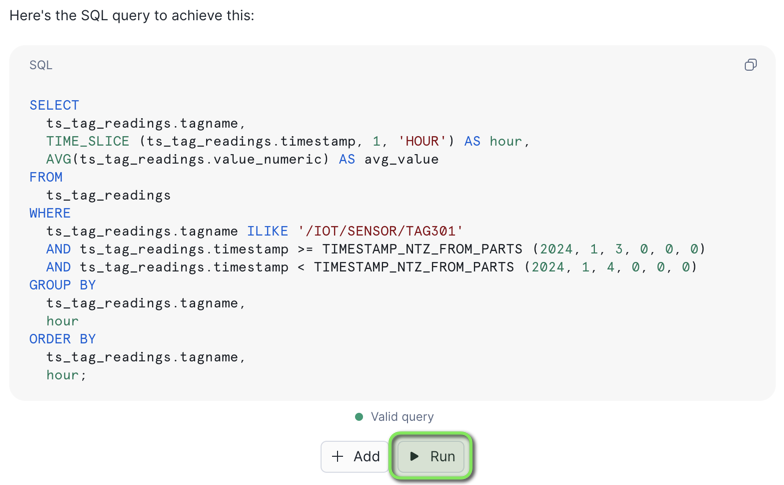 Here's the SQL query to achieve this:
SQL
SELECT
ts_tag_readings.tagname,
TIME_SLICE (ts_tag_readings.timestamp, 1, 'HOUR') AS hour,
AVG(ts_tag_readings.value_numeric) AS avg_value
FROM
ts_tag_readings
WHERE
ts_tag_readings.tagname ILIKE '/IOT/SENSOR/TAG301'
AND ts_tag_readings.timestamp >= TIMESTAMP_NTZ_FROM_PARTS (2024, 1, 3, 0, 0, 0)
AND ts_tag_readings.timestamp < TIMESTAMP_NTZ_FROM_PARTS (2024, 1, 4, 0, 0, 0)
GROUP BY
ts_tag_readings.tagname,
hour
ORDER BY
ts_tag_readings.tagname,
hour;
Valid query
+ Add
Run